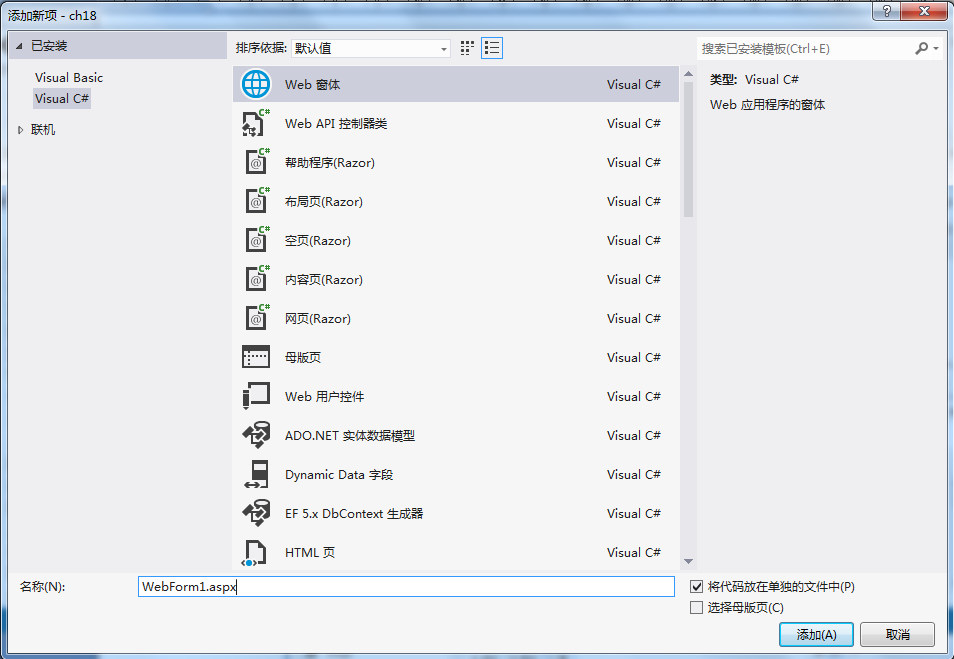 添加新项 - ch18
已安装
Visual Basic
Visual C#
联机
排序依据: 默认值
Web 窗体 Visual C#
Web API 控制器类 Visual C#
帮助程序(Razor) Visual C#
布局页(Razor) Visual C#
空页(Razor) Visual C#
内容页(Razor) Visual C#
网页(Razor) Visual C#
母版页 Visual C#
Web 用户控件 Visual C#
ADO.NET 实体数据模型 Visual C#
Dynamic Data 字段 Visual C#
EF 5.x DbContext 生成器 Visual C#
HTML 页 Visual C#
搜索已安装模板(Ctrl+E)
类型: Visual C#
Web 应用程序的窗体
名称(N): WebForm1.aspx
将代码放在单独的文件中(P)
选择母版页(C)
添加(A) 取消